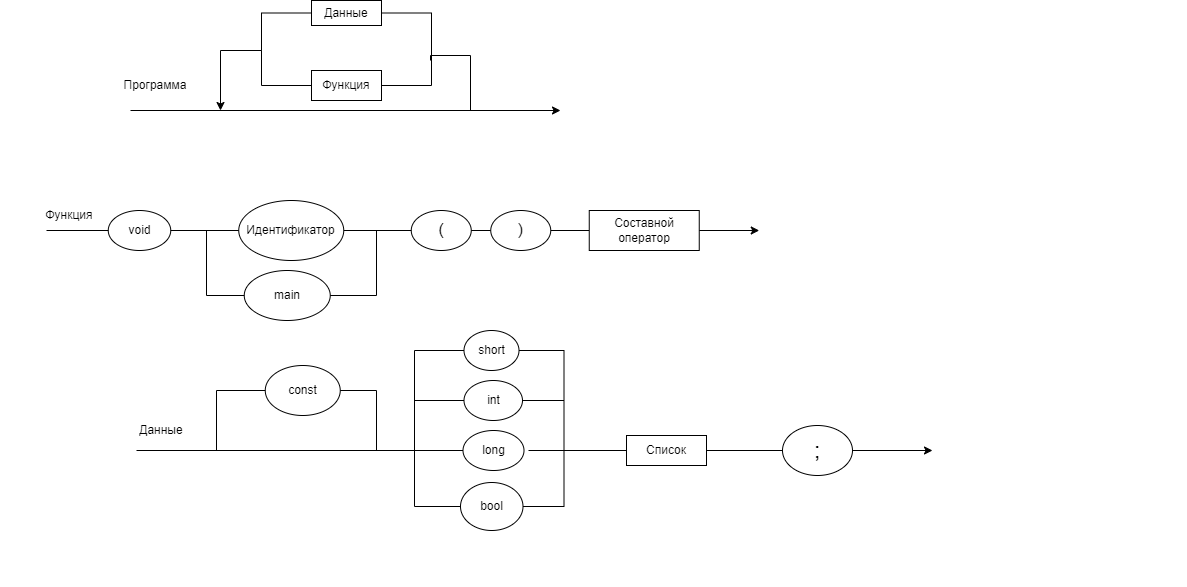 Данные
Программа
Функция
Функция
void
Идентификатор
(
)
Составной
оператор
main
short
const
int
Данные
long
Список
;
bool